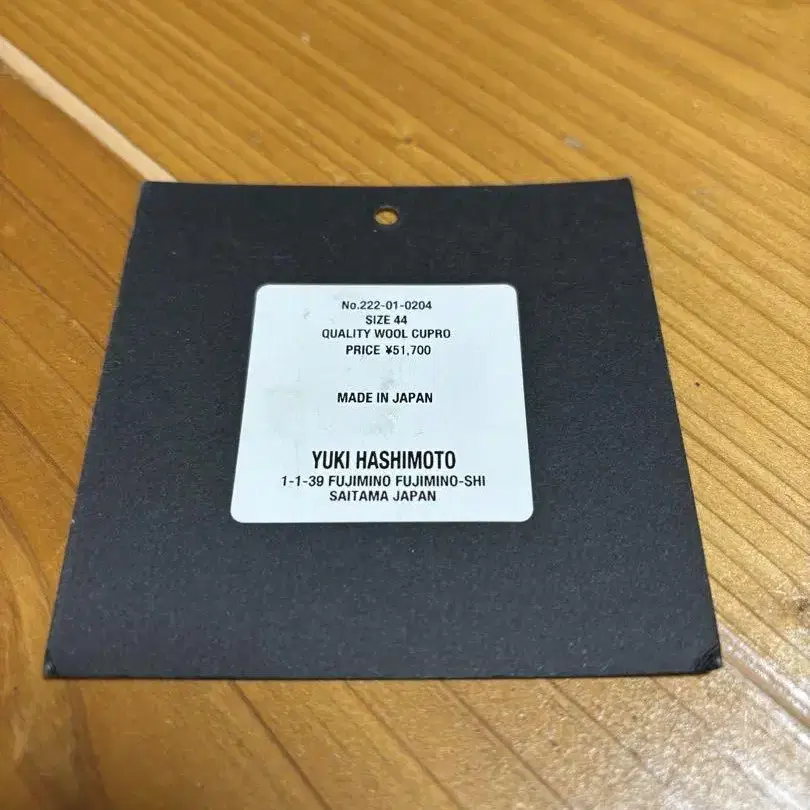 No.222-01-0204
SIZE 44
QUALITY WOOL CUPRO
PRICE ¥51,700
MADE IN JAPAN
YUKI HASHIMOTO
1-1-39 FUJIMINO FUJIMINO-SHI
SAITAMA JAPAN